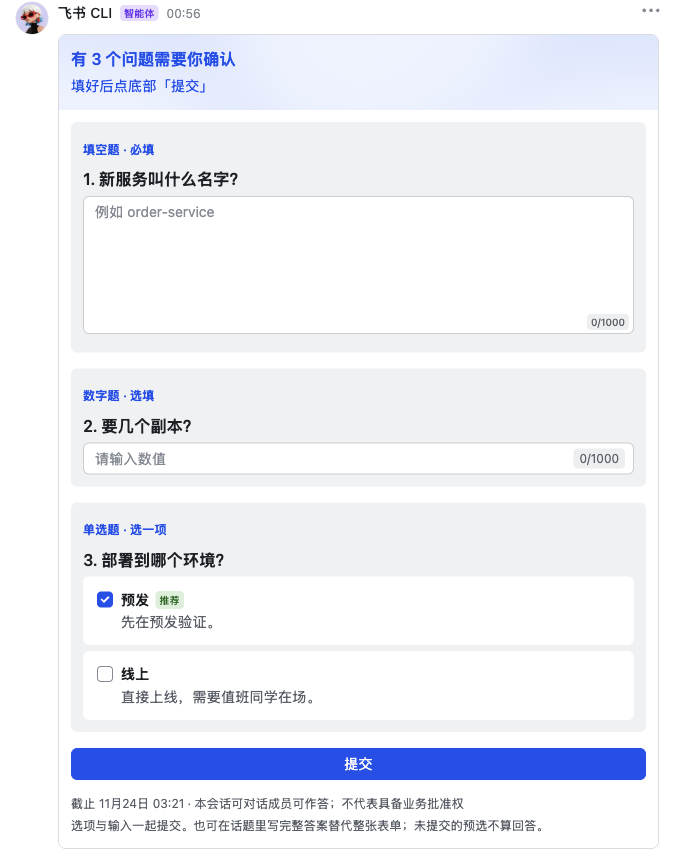 飞书 CLI 智能体 00:56
有 3 个问题需要你确认
填好后点底部「提交」
填空题 · 必填
1. 新服务叫什么名字?
例如 order-service
0/1000
数字题 · 选填
2. 要几个副本?
请输入数值 0/1000
单选题 · 选一项
3. 部署到哪个环境?
预发 推荐
先在预发验证。
线上
直接上线，需要值班同学在场。
提交
截止 11月24日 03:21 · 本会话可对话成员可作答；不代表具备业务批准权
选项与输入一起提交。也可在话题里写完整答案替代整张表单；未提交的预选不算回答。